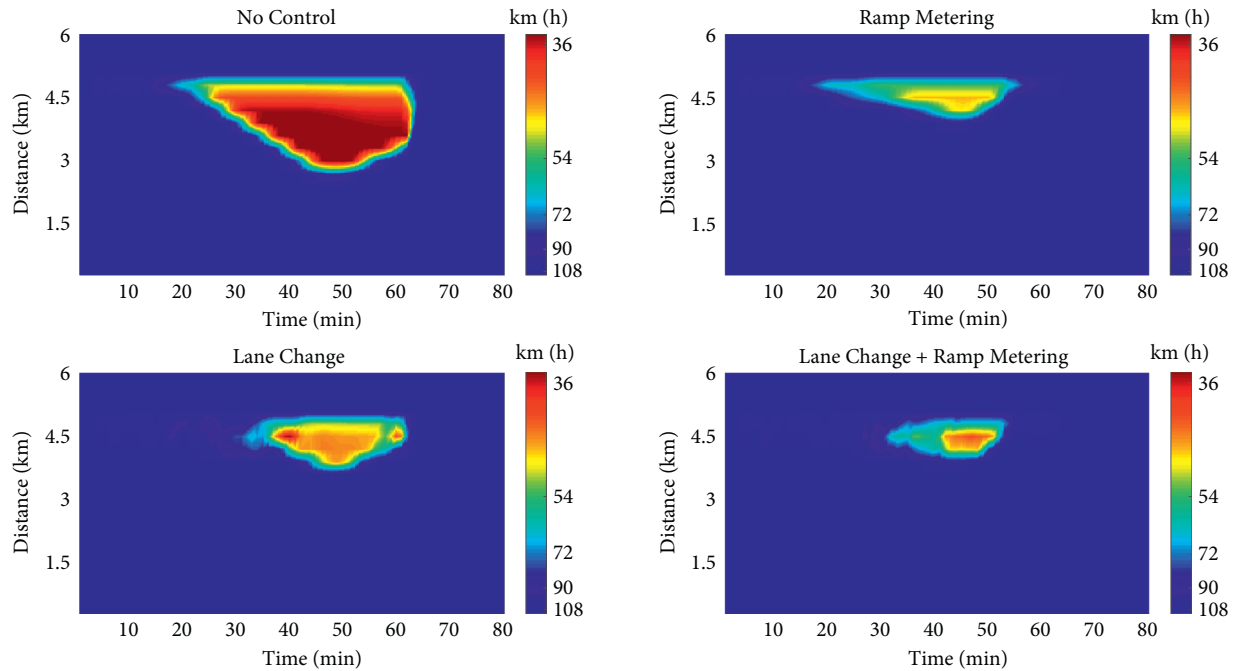 No Control
km (h)
6
4.5
3
1.5
Distance (km)
10 20 30 40 50 60 70 80
Time (min)
36
54
72
90
108
Ramp Metering
km (h)
6
4.5
3
1.5
Distance (km)
10 20 30 40 50 60 70 80
Time (min)
36
54
72
90
108
Lane Change
km (h)
6
4.5
3
1.5
Distance (km)
10 20 30 40 50 60 70 80
Time (min)
36
54
72
90
108
Lane Change + Ramp Metering
km (h)
6
4.5
3
1.5
Distance (km)
10 20 30 40 50 60 70 80
Time (min)
36
54
72
90
108